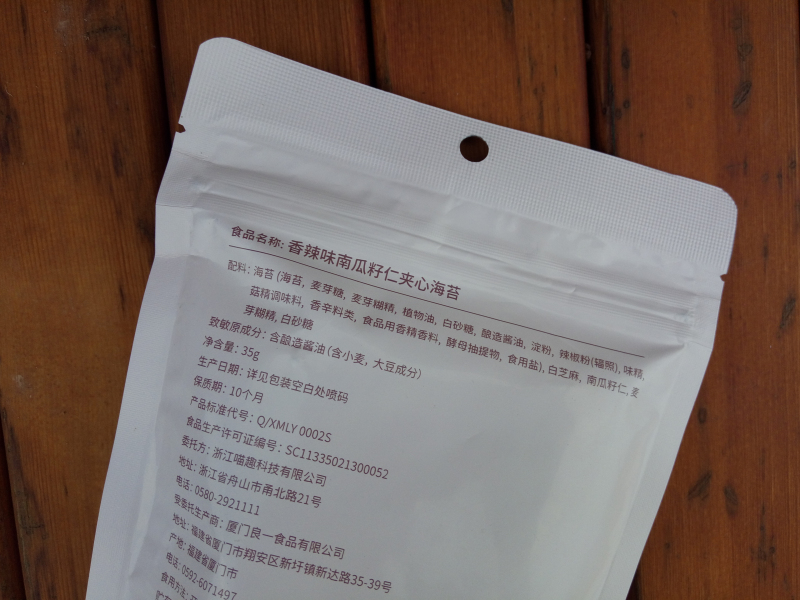 食品名称: 香辣味南瓜籽仁夹心海苔
配料: 海苔 (海苔, 麦芽糖, 麦芽糊精, 植物油, 白砂糖, 酿造酱油, 淀粉, 辣椒粉(辐照), 味精,
菇精调味料, 香辛料类, 食品用香精香料, 酵母抽提物, 食用盐), 白芝麻, 南瓜籽仁, 麦
芽糊精, 白砂糖
致敏原成分: 含酿造酱油 (含小麦, 大豆成分)
净含量: 35g
生产日期: 详见包装空白处喷码
保质期: 10个月
产品标准代号: Q/XMLY 0002S
食品生产许可证编号: SC11335021300052
委托方: 浙江喵趣科技有限公司
地址: 浙江省舟山市甬北路21号
电话: 0580-2921111
受委托生产商: 厦门良一食品有限公司
地址: 福建省厦门市翔安区新圩镇新达路35-39号
产地: 福建省厦门市
电话: 0592-6071497
食用方法: